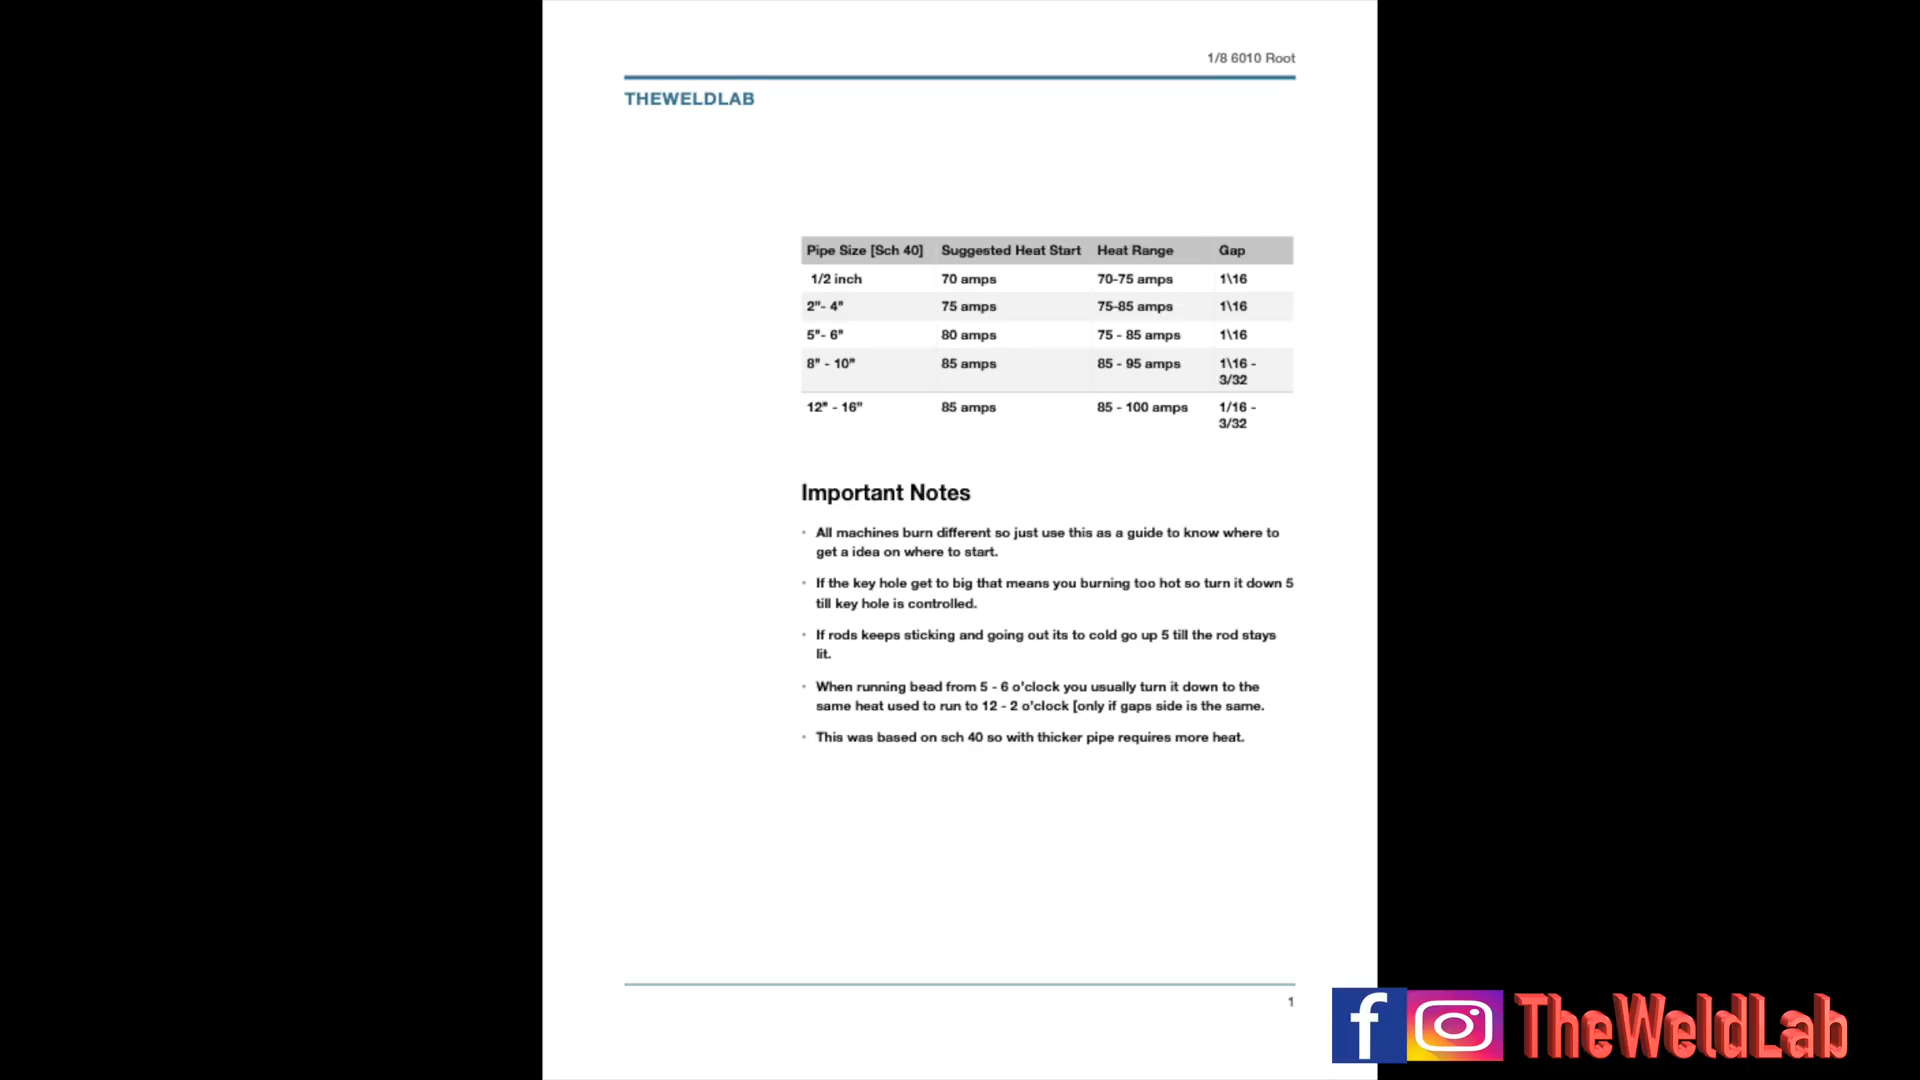 1/8 6010 Root
THEWELDLAB
Pipe Size [Sch 40] Suggested Heat Start Heat Range Gap
1/2 inch 70 amps 70-75 amps 1\16
2"- 4" 75 amps 75-85 amps 1\16
5"- 6" 80 amps 75 - 85 amps 1\16
8" - 10" 85 amps 85 - 95 amps 1\16 -
3/32
12" - 16" 85 amps 85 - 100 amps 1/16 -
3/32
Important Notes
• All machines burn different so just use this as a guide to know where to
get a idea on where to start.
• If the key hole get to big that means you burning too hot so turn it down 5
till key hole is controlled.
• If rods keeps sticking and going out its to cold go up 5 till the rod stays
lit.
• When running bead from 5 - 6 o'clock you usually turn it down to the
same heat used to run to 12 - 2 o'clock [only if gaps side is the same.
• This was based on sch 40 so with thicker pipe requires more heat.
1
f TheWeldLab